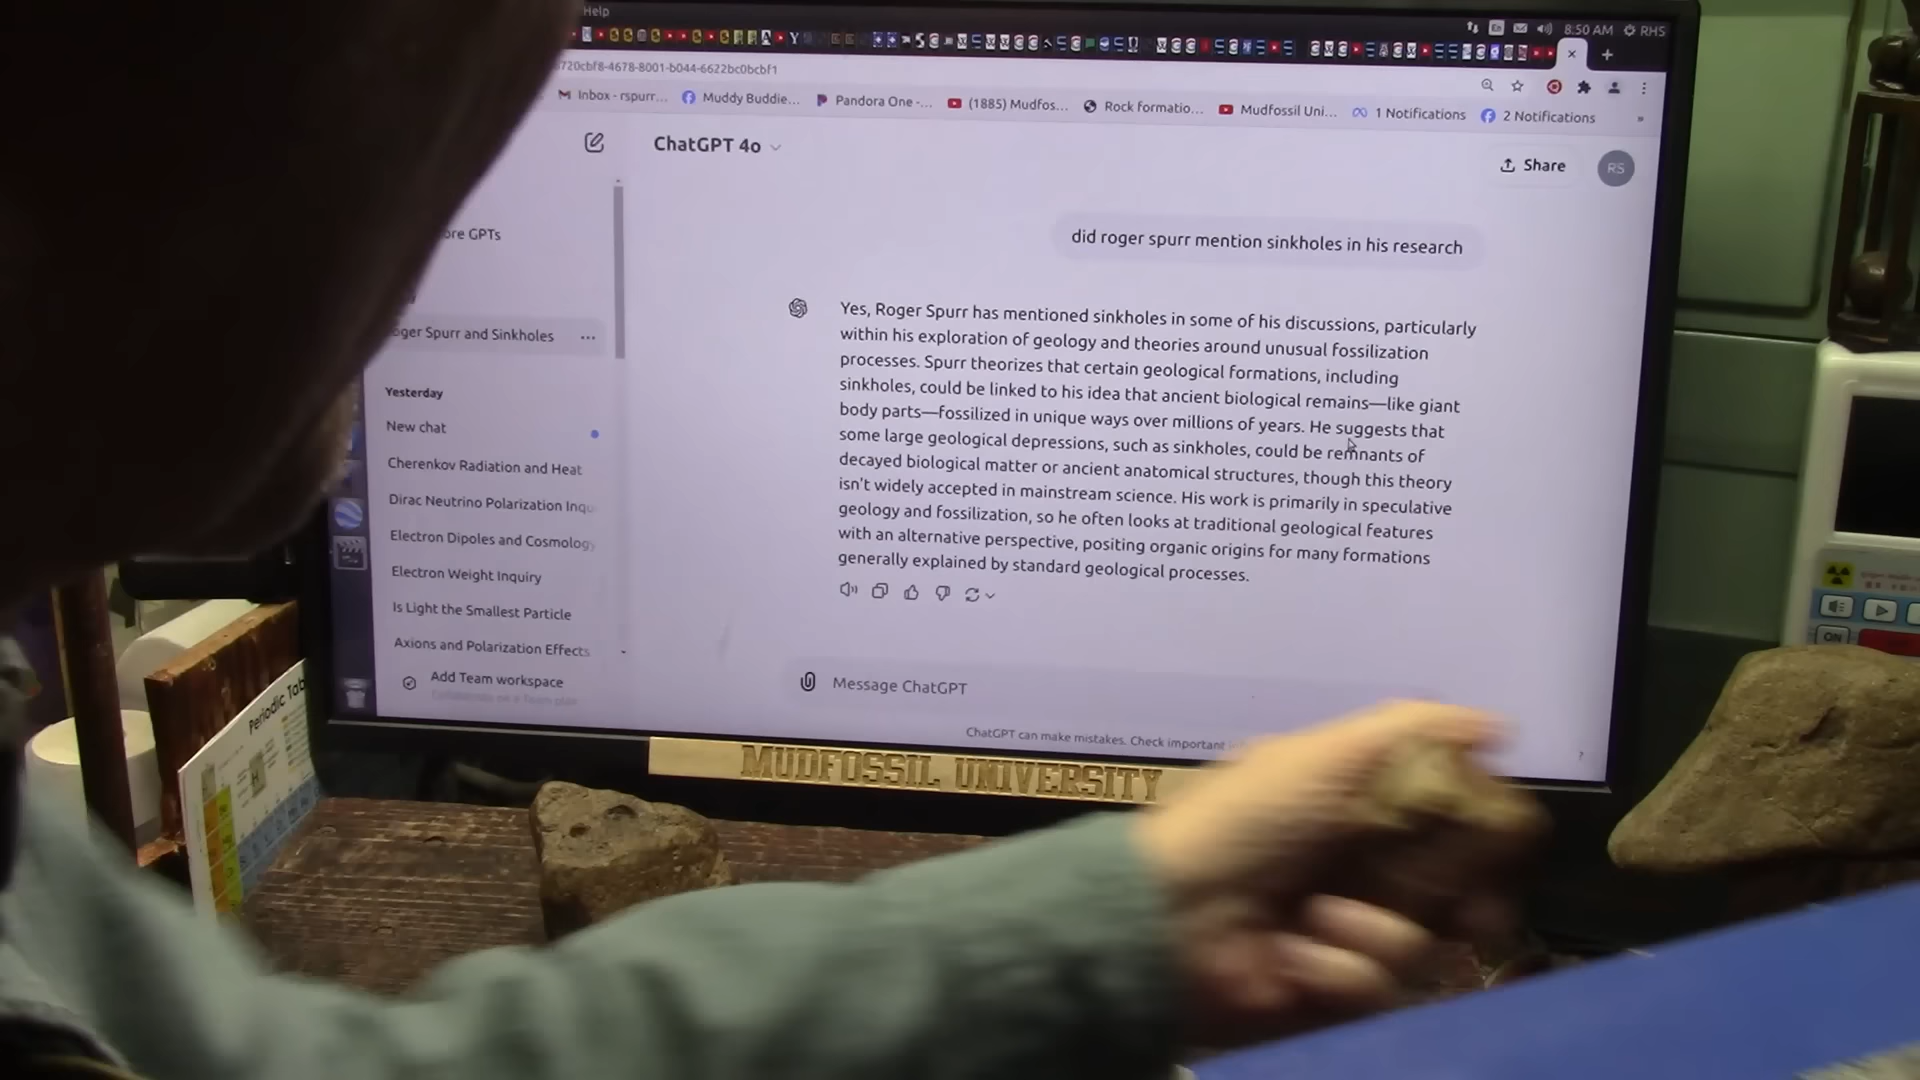 Help
8:50 AM RHS
720cbf8-4678-8001-b044-6622bc0bcbf1
Inbox - rspurr... Muddy Buddie... Pandora One -... (1885) Mudfos... Rock formatio... Mudfossil Uni... 1 Notifications 2 Notifications »
ChatGPT 4o
Share
RS
ore GPTs
oger Spurr and Sinkholes ...
Yesterday
New chat
Cherenkov Radiation and Heat
Dirac Neutrino Polarization Inqu
Electron Dipoles and Cosmology
Electron Weight Inquiry
Is Light the Smallest Particle
Axions and Polarization Effects
Add Team workspace
did roger spurr mention sinkholes in his research
Yes, Roger Spurr has mentioned sinkholes in some of his discussions, particularly
within his exploration of geology and theories around unusual fossilization
processes. Spurr theorizes that certain geological formations, including
sinkholes, could be linked to his idea that ancient biological remains—like giant
body parts—fossilized in unique ways over millions of years. He suggests that
some large geological depressions, such as sinkholes, could be remnants of
decayed biological matter or ancient anatomical structures, though this theory
isn't widely accepted in mainstream science. His work is primarily in speculative
geology and fossilization, so he often looks at traditional geological features
with an alternative perspective, positing organic origins for many formations
generally explained by standard geological processes.
Message ChatGPT
ChatGPT can make mistakes. Check important
?
MUDFOSSIL UNIVERSITY
Periodic Tab
H
ON